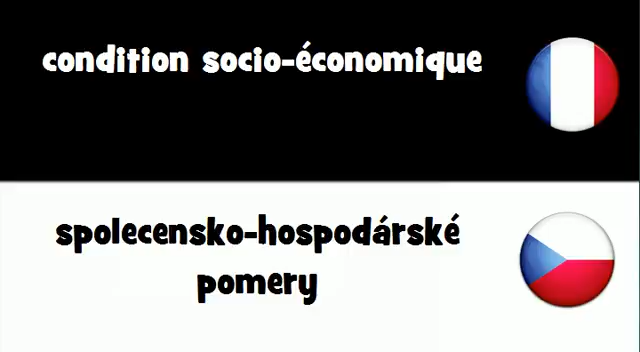 condition socio-économique
spolecensko-hospodárské
pomery